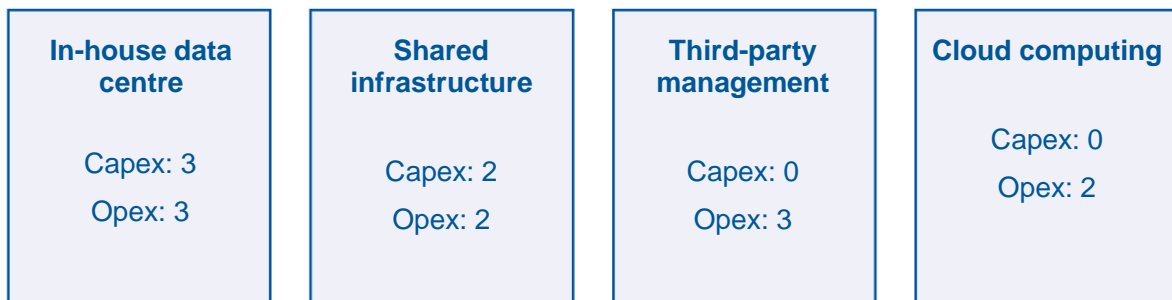 In-house data
centre
Capex: 3
Opex: 3
Shared
infrastructure
Capex: 2
Opex: 2
Third-party
management
Capex: 0
Opex: 3
Cloud computing
Capex: 0
Opex: 2